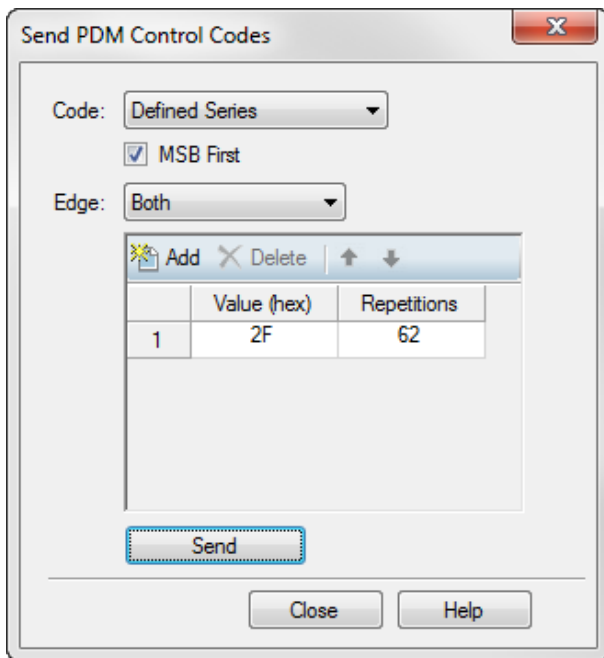 Send PDM Control Codes
Code: Defined Series
MSB First
Edge: Both
Add Delete
Value (hex) Repetitions
1 2F 62
Send
Close Help